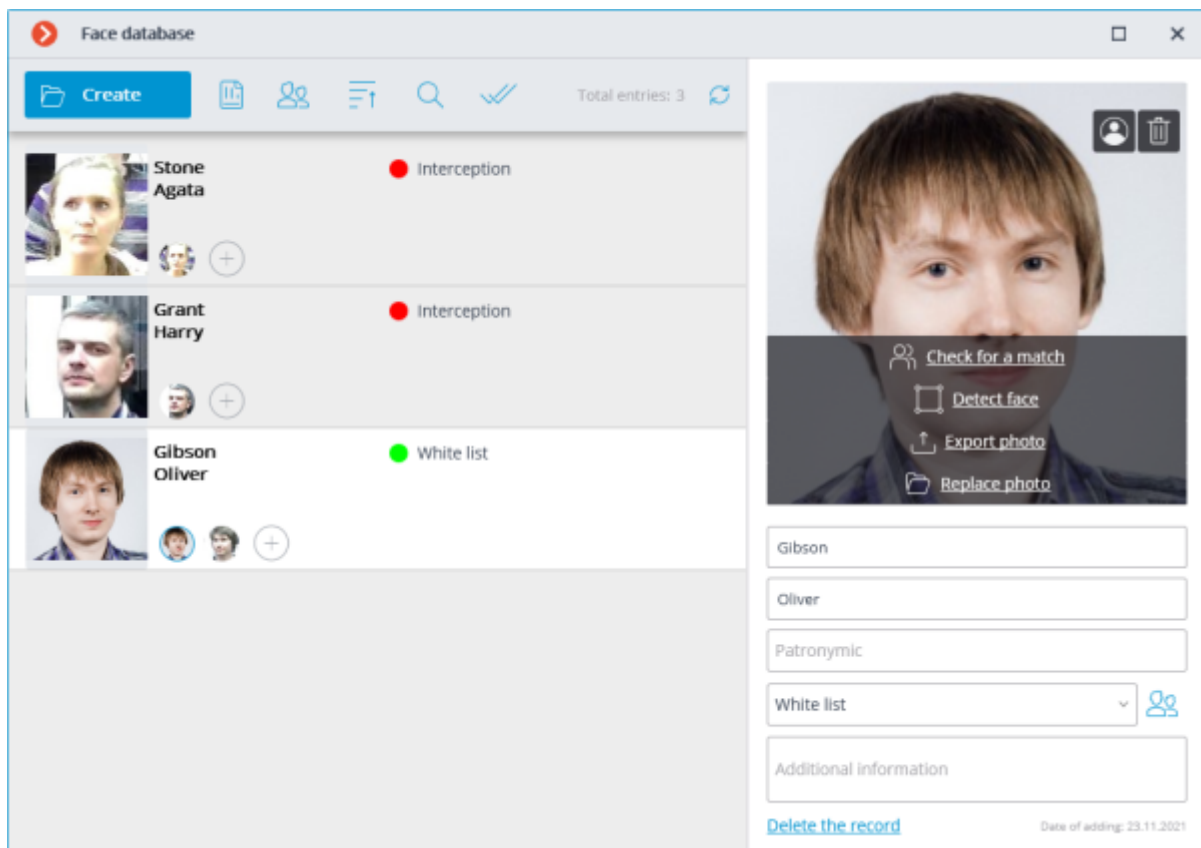 Face database
Create
Total entries: 3
Stone
Agata
Interception
Grant
Harry
Interception
Gibson
Oliver
White list
Check for a match
Detect face
Export photo
Replace photo
Gibson
Oliver
Patronymic
White list
Additional information
Delete the record
Date of adding: 23.11.2021